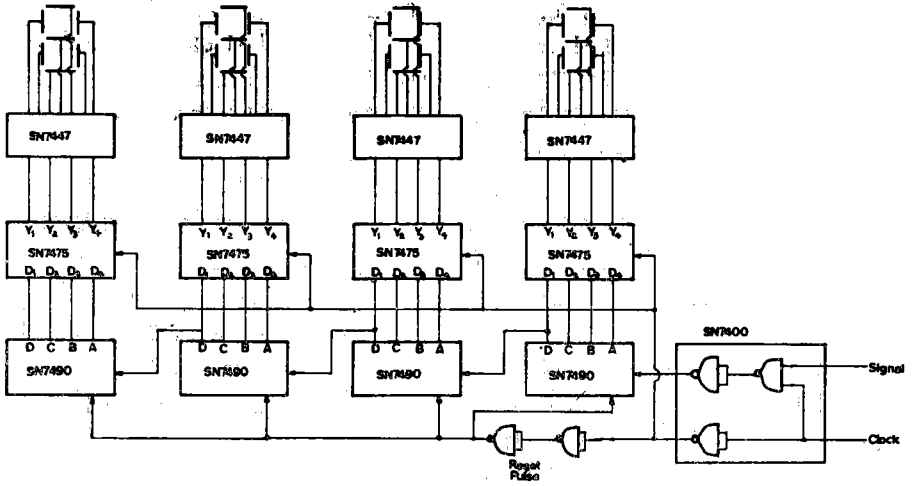 SN7447 SN7447 SN7447 SN7447
Y₁ Y₂ Y₃ Y₄ Y₁ Y₂ Y₃ Y₄ Y₁ Y₂ Y₃ Y₄ Y₁ Y₂ Y₃ Y₄
SN7475 SN7475 SN7475 SN7475
D₁ D₂ D₃ D₄ D₁ D₂ D₃ D₄ D₁ D₂ D₃ D₄ D₁ D₂ D₃ D₄
SN7400
D C B A D C B A D C B A D C B A
SN7490 SN7490 SN7490 SN7490
Signal
Clock
Reset
Pulse